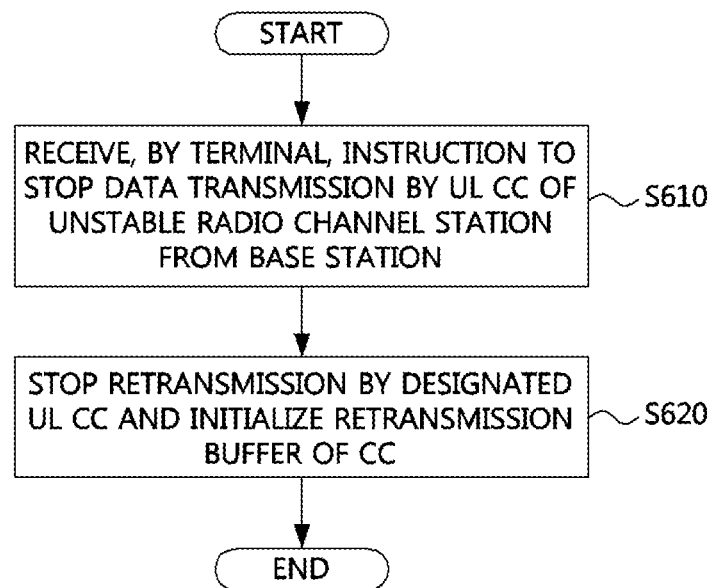 START
RECEIVE, BY TERMINAL, INSTRUCTION TO
STOP DATA TRANSMISSION BY UL CC OF
UNSTABLE RADIO CHANNEL STATION
FROM BASE STATION
S610
STOP RETRANSMISSION BY DESIGNATED
UL CC AND INITIALIZE RETRANSMISSION
BUFFER OF CC
S620
END